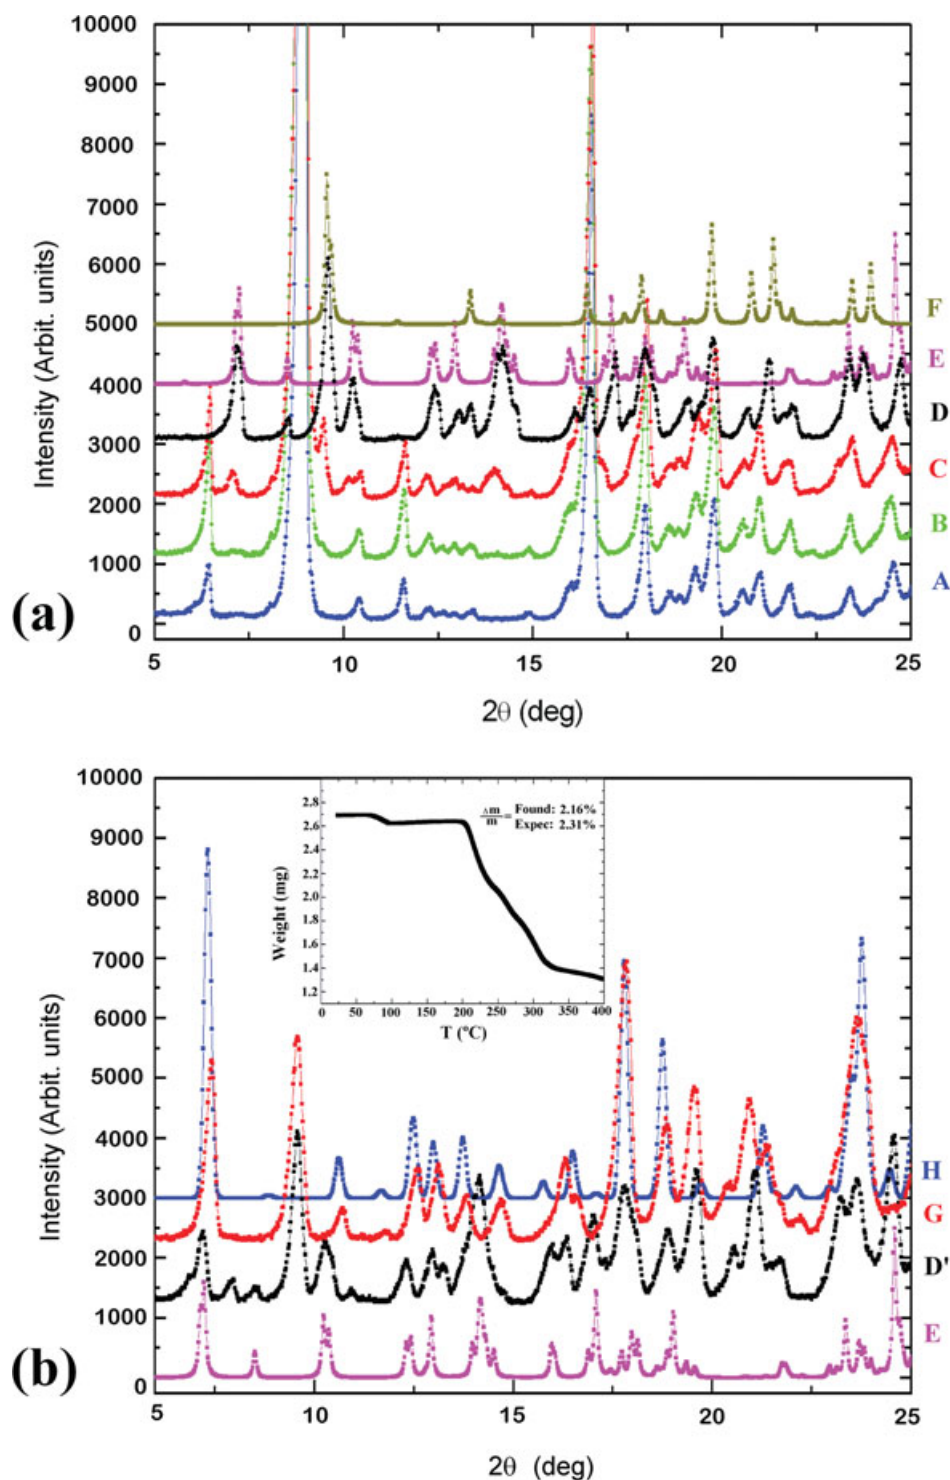 10000
9000
8000
7000
6000
5000
4000
3000
2000
1000
0
Intensity (Arbit. units)
F
E
D
C
B
A
(a)
5 10 15 20 25
2θ (deg)
10000
9000
8000
7000
6000
5000
4000
3000
2000
1000
0
Intensity (Arbit. units)
2.8
2.6
2.4
2.2
2.0
1.8
1.6
1.4
1.2
Weight (mg)
Δm/m = Found: 2.16%
Expec: 2.31%
0 50 100 150 200 250 300 350 400
T (ºC)
H
G
D'
E
(b)
5 10 15 20 25
2θ (deg)